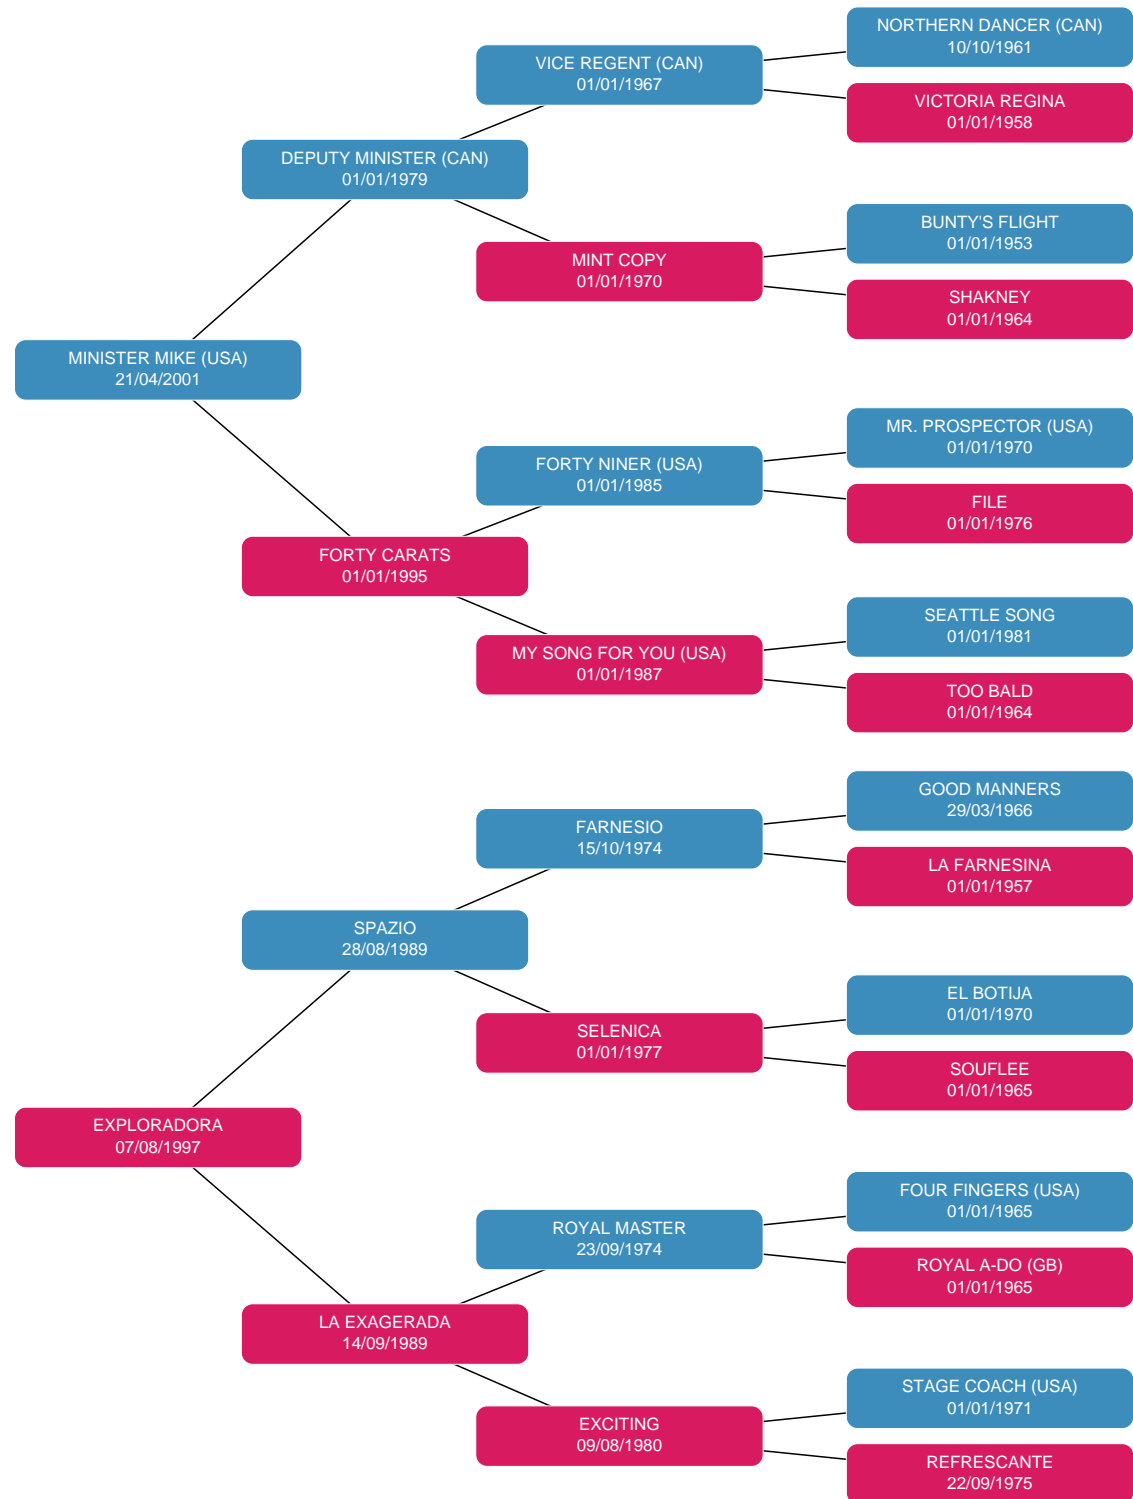 NORTHERN DANCER (CAN)
10/10/1961
VICE REGENT (CAN)
01/01/1967
VICTORIA REGINA
01/01/1958
DEPUTY MINISTER (CAN)
01/01/1979
BUNTY'S FLIGHT
01/01/1953
MINT COPY
01/01/1970
SHAKNEY
01/01/1964
MINISTER MIKE (USA)
21/04/2001
MR. PROSPECTOR (USA)
01/01/1970
FORTY NINER (USA)
01/01/1985
FILE
01/01/1976
FORTY CARATS
01/01/1995
SEATTLE SONG
01/01/1981
MY SONG FOR YOU (USA)
01/01/1987
TOO BALD
01/01/1964
GOOD MANNERS
29/03/1966
FARNESIO
15/10/1974
LA FARNESINA
01/01/1957
SPAZIO
28/08/1989
EL BOTIJA
01/01/1970
SELENICA
01/01/1977
SOUFLEE
01/01/1965
EXPLORADORA
07/08/1997
FOUR FINGERS (USA)
01/01/1965
ROYAL MASTER
23/09/1974
ROYAL A-DO (GB)
01/01/1965
LA EXAGERADA
14/09/1989
STAGE COACH (USA)
01/01/1971
EXCITING
09/08/1980
REFRESCANTE
22/09/1975